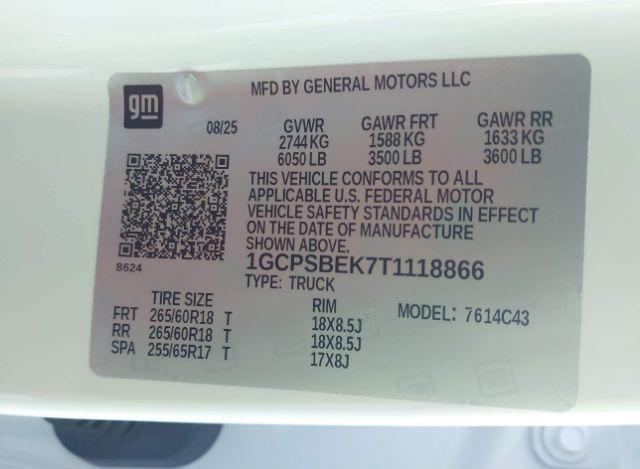 gm
MFD BY GENERAL MOTORS LLC
08/25 GVWR GAWR FRT GAWR RR
2744 KG 1588 KG 1633 KG
6050 LB 3500 LB 3600 LB
THIS VEHICLE CONFORMS TO ALL
APPLICABLE U.S. FEDERAL MOTOR
VEHICLE SAFETY STANDARDS IN EFFECT
ON THE DATE OF MANUFACTURE
SHOWN ABOVE.
8624
1GCPSBEK7T1118866
TYPE: TRUCK
TIRE SIZE RIM MODEL: 7614C43
FRT 265/60R18 T 18X8.5J
RR 265/60R18 T 18X8.5J
SPA 255/65R17 T 17X8J